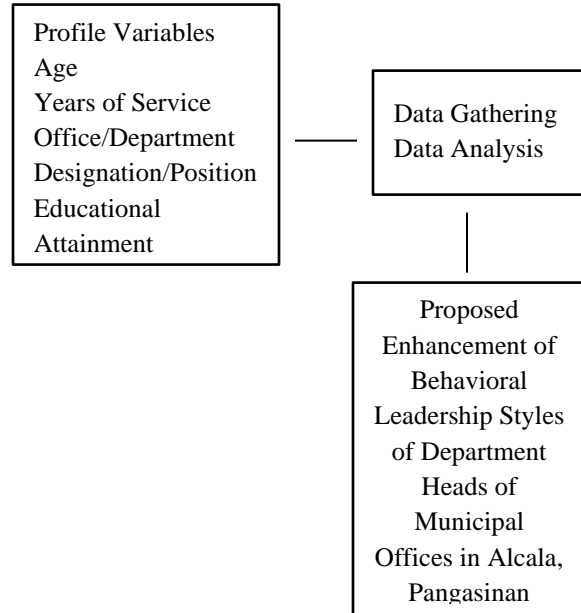 Profile Variables
Age
Years of Service
Office/Department
Designation/Position
Educational
Attainment
Data Gathering
Data Analysis
Proposed
Enhancement of
Behavioral
Leadership Styles
of Department
Heads of
Municipal
Offices in Alcala,
Pangasinan